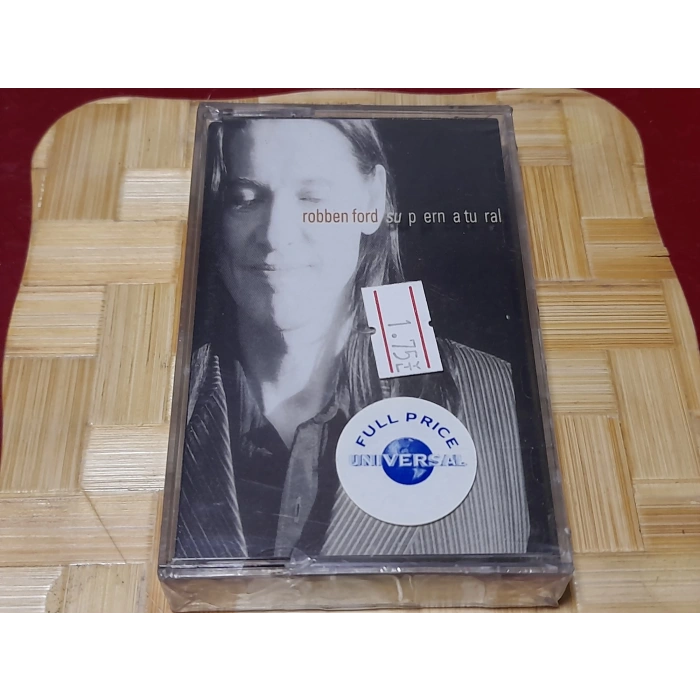 robben ford su p ern a tu ral
1.75
FULL PRICE
UNIVERSAL